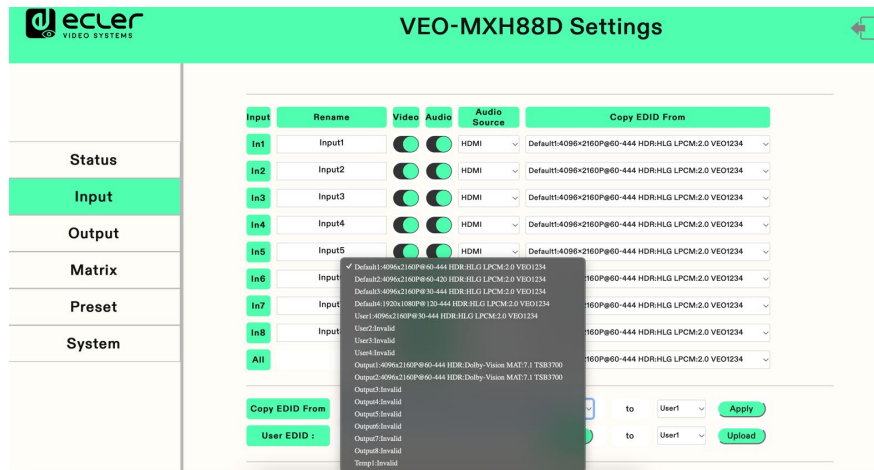 ecler
VIDEO SYSTEMS
VEO-MXH88D Settings
Status
Input
Output
Matrix
Preset
System
Input Rename Video Audio Audio Source Copy EDID From
In1 Input1 HDMI Default1:4096×2160P@60-444 HDR:HLG LPCM:2.0 VEO1234
In2 Input2 HDMI Default1:4096×2160P@60-444 HDR:HLG LPCM:2.0 VEO1234
In3 Input3 HDMI Default1:4096×2160P@60-444 HDR:HLG LPCM:2.0 VEO1234
In4 Input4 HDMI Default1:4096×2160P@60-444 HDR:HLG LPCM:2.0 VEO1234
In5 Input5 HDMI Default1:4096×2160P@60-444 HDR:HLG LPCM:2.0 VEO1234
In6 Input 2160P@60-444 HDR:HLG LPCM:2.0 VEO1234
In7 Input 2160P@60-444 HDR:HLG LPCM:2.0 VEO1234
In8 Input 2160P@60-444 HDR:HLG LPCM:2.0 VEO1234
All 2160P@60-444 HDR:HLG LPCM:2.0 VEO1234
✓ Default1:4096x2160P@60-444 HDR:HLG LPCM:2.0 VEO1234
Default2:4096x2160P@60-420 HDR:HLG LPCM:2.0 VEO1234
Default3:4096x2160P@30-444 HDR:HLG LPCM:2.0 VEO1234
Default4:1920x1080P@120-444 HDR:HLG LPCM:2.0 VEO1234
User1:4096x2160P@30-444 HDR:HLG LPCM:2.0 VEO1234
User2:Invalid
User3:Invalid
User4:Invalid
Output1:4096x2160P@60-444 HDR:Dolby-Vision MAT:7.1 TSB3700
Output2:4096x2160P@60-444 HDR:Dolby-Vision MAT:7.1 TSB3700
Output3:Invalid
Output4:Invalid
Output5:Invalid
Output6:Invalid
Output7:Invalid
Output8:Invalid
Temp1:Invalid
Copy EDID From to User1 Apply
User EDID : to User1 Upload